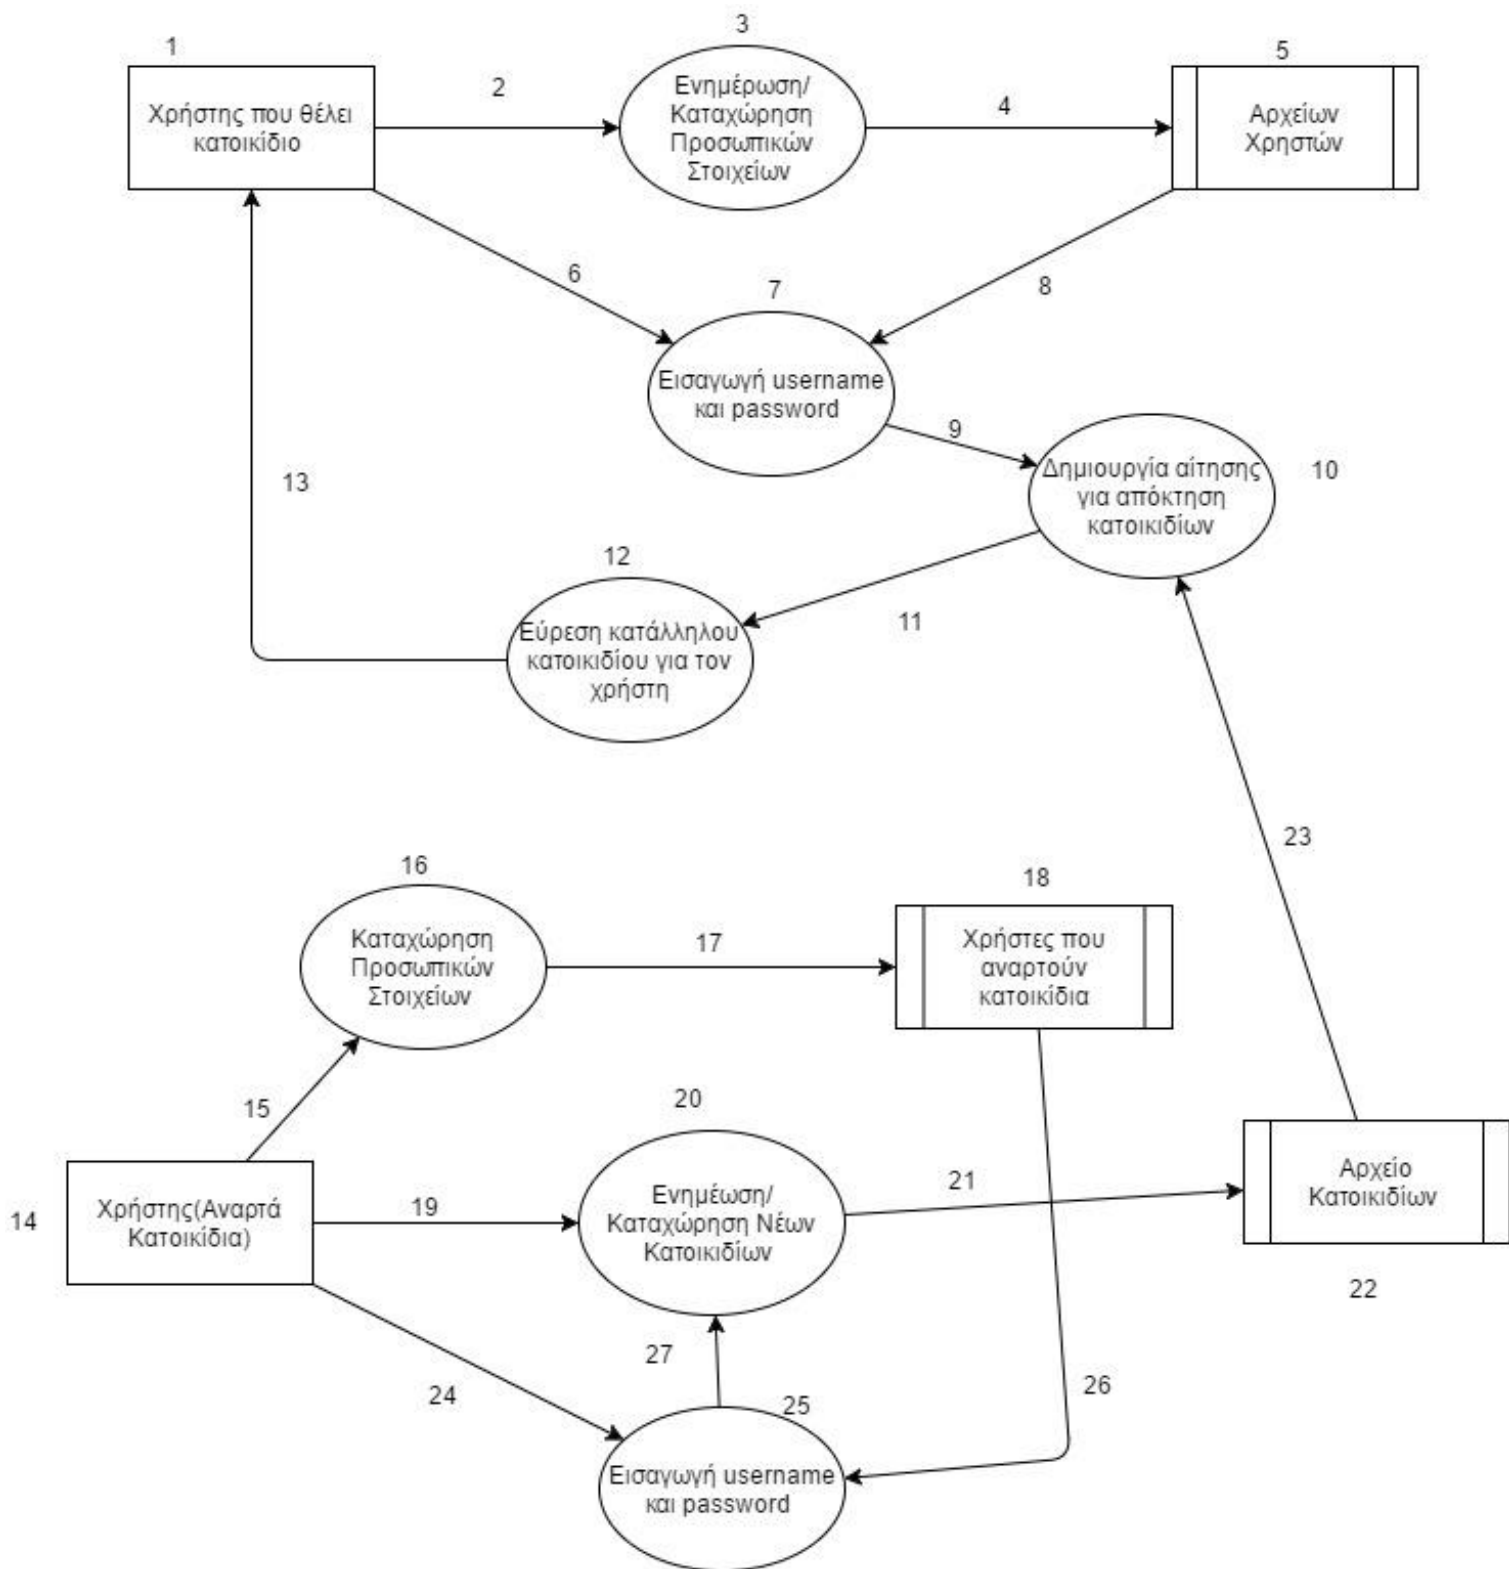 1
Χρήστης που θέλει
κατοικίδιο
2
3
Ενημέρωση/
Καταχώρηση
Προσωπικών
Στοιχείων
4
5
Αρχείων
Χρηστών
6
7
Εισαγωγή username
και password
8
9
Δημιουργία αίτησης
για απόκτηση
κατοικιδίων
10
11
12
Εύρεση κατάλληλου
κατοικιδίου για τον
χρήστη
13
14
Χρήστης(Αναρτά
Κατοικίδια)
15
16
Καταχώρηση
Προσωπικών
Στοιχείων
17
18
Χρήστες που
αναρτούν
κατοικίδια
19
20
Ενημέωση/
Καταχώρηση Νέων
Κατοικιδίων
21
Αρχείο
Κατοικιδίων
22
23
24
25
Εισαγωγή username
και password
26
27